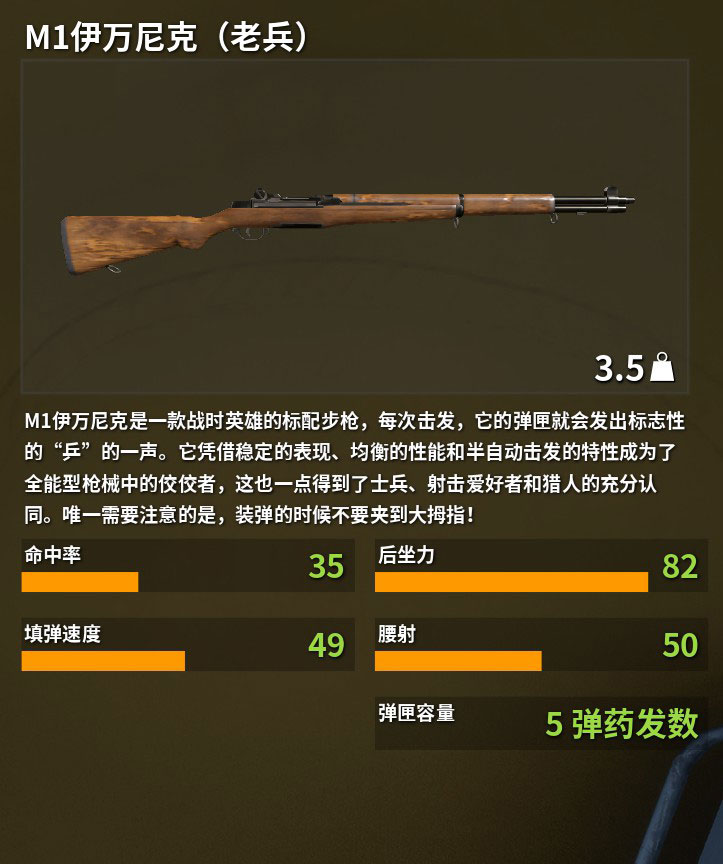 M1伊万尼克（老兵）
3.5
M1伊万尼克是一款战时英雄的标配步枪，每次击发，它的弹匣就会发出标志性
的“乒”的一声。它凭借稳定的表现、均衡的性能和半自动击发的特性成为了
全能型枪械中的佼佼者，这也一点得到了士兵、射击爱好者和猎人的充分认
同。唯一需要注意的是，装弹的时候不要夹到大拇指！
命中率
35
后坐力
82
填弹速度
49
腰射
50
弹匣容量
5 弹药发数